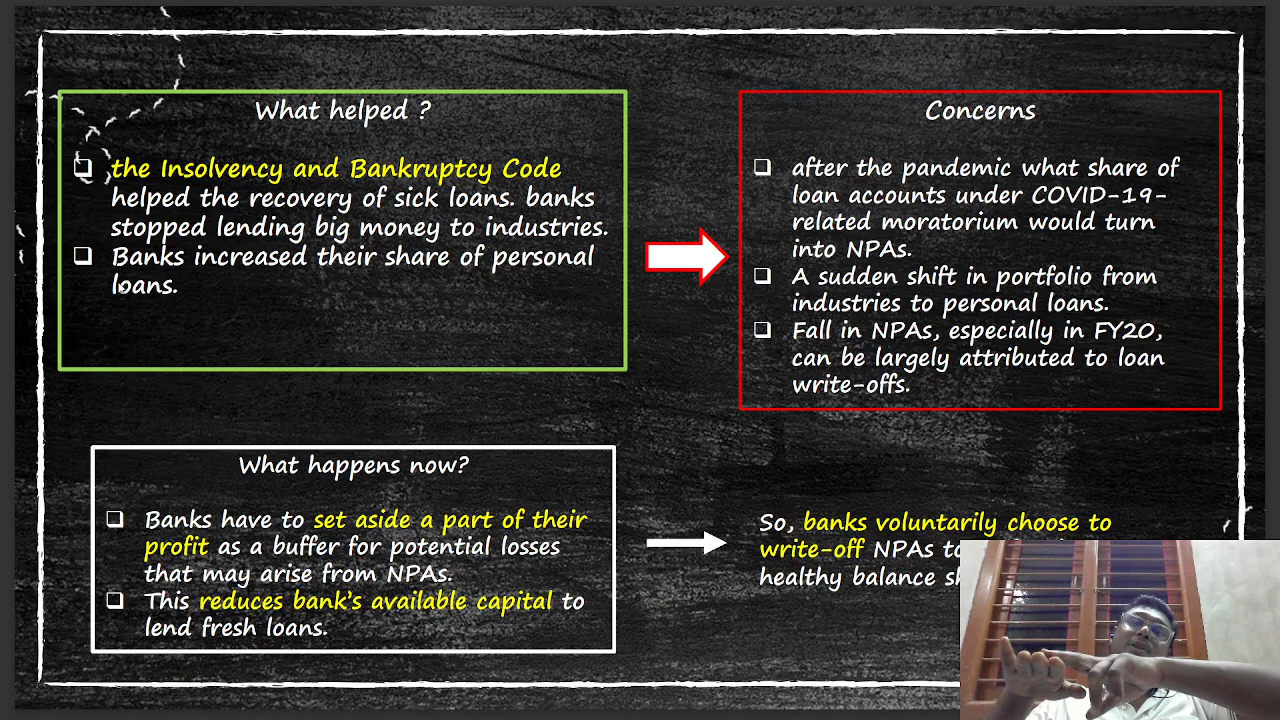 What helped ?
the Insolvency and Bankruptcy Code
helped the recovery of sick loans. banks
stopped lending big money to industries.
Banks increased their share of personal
loans.
Concerns
after the pandemic what share of
loan accounts under COVID-19-
related moratorium would turn
into NPAs.
A sudden shift in portfolio from
industries to personal loans.
Fall in NPAs, especially in FY20,
can be largely attributed to loan
write-offs.
What happens now?
Banks have to set aside a part of their
profit as a buffer for potential losses
that may arise from NPAs.
This reduces bank's available capital to
lend fresh loans.
So, banks voluntarily choose to
write-off NPAs to
healthy balance